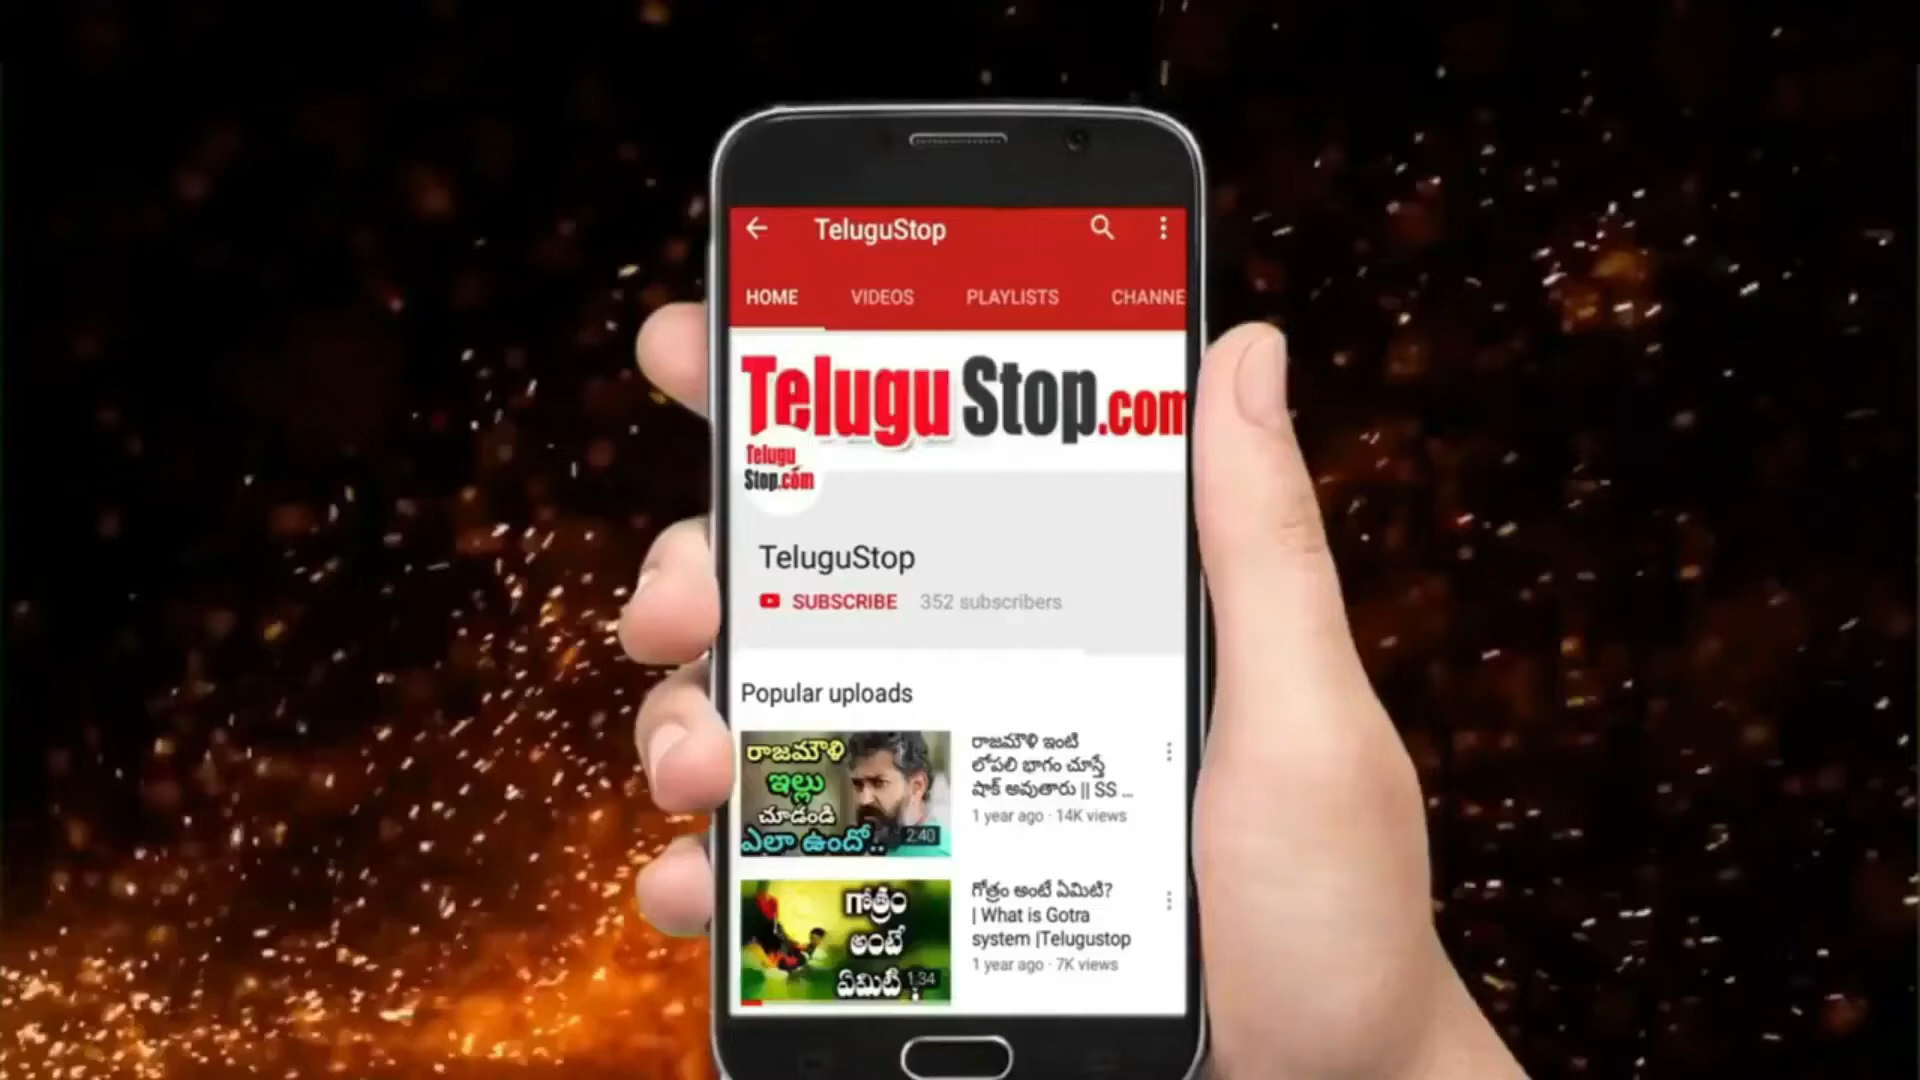 TeluguStop
HOME VIDEOS PLAYLISTS CHANNE
Telugu Stop.com
Telugu
Stop.com
TeluguStop
SUBSCRIBE 352 subscribers
Popular uploads
రాజమౌళి
ఇల్లు
చూడండి
ఎలా ఉందో..
2:40
రాజమౌళి ఇంటి
లోపలి భాగం చూస్తే
షాక్ అవుతారు || SS ...
1 year ago · 14K views
గోత్రం
అంటే
ఏమిటి ?
1:34
గోత్రం అంటే ఏమిటి?
| What is Gotra
system |Telugustop
1 year ago · 7K views